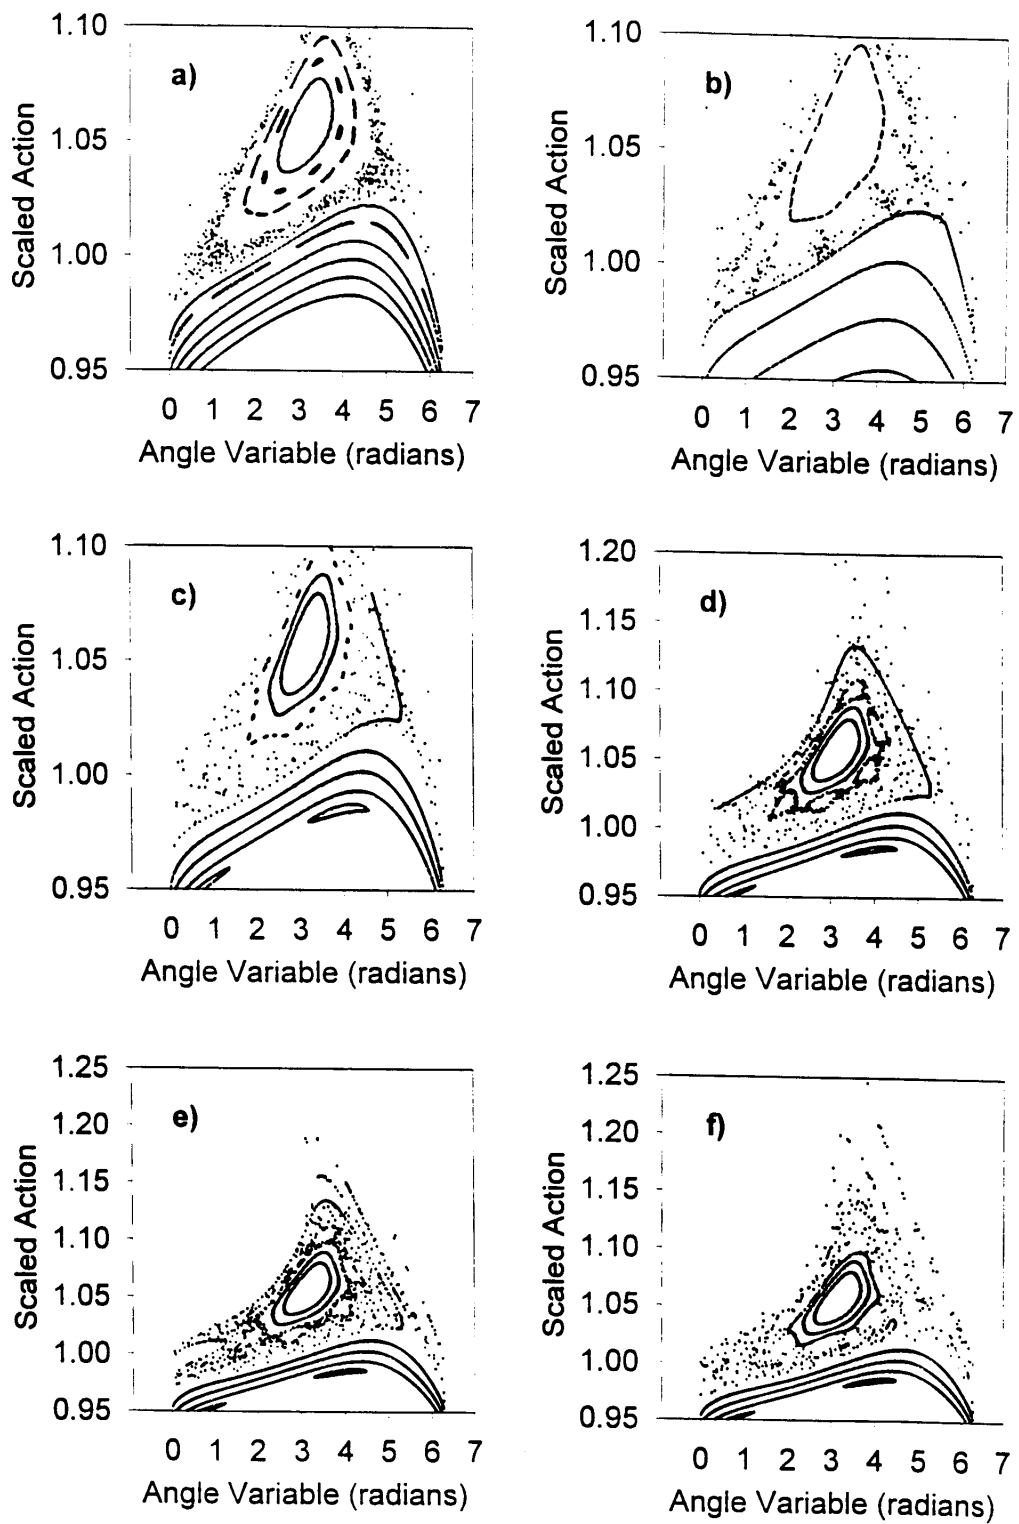 1.10
1.05
1.00
0.95
Scaled Action
a)
0 1 2 3 4 5 6 7
Angle Variable (radians)
1.10
1.05
1.00
0.95
Scaled Action
b)
0 1 2 3 4 5 6 7
Angle Variable (radians)
1.10
1.05
1.00
0.95
Scaled Action
c)
0 1 2 3 4 5 6 7
Angle Variable (radians)
1.20
1.15
1.10
1.05
1.00
0.95
Scaled Action
d)
0 1 2 3 4 5 6 7
Angle Variable (radians)
1.25
1.20
1.15
1.10
1.05
1.00
0.95
Scaled Action
e)
0 1 2 3 4 5 6 7
Angle Variable (radians)
1.25
1.20
1.15
1.10
1.05
1.00
0.95
Scaled Action
f)
0 1 2 3 4 5 6 7
Angle Variable (radians)